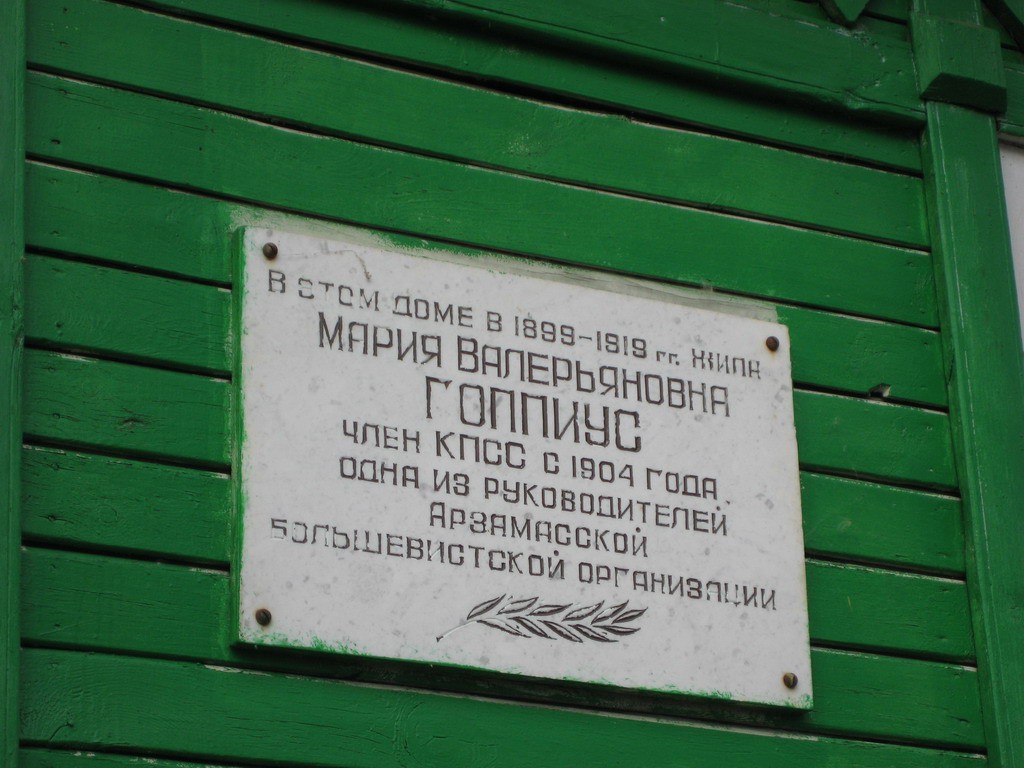 В ЭТОМ ДОМЕ В 1899-1919 гг. ЖИЛА
МАРИЯ ВАЛЕРЬЯНОВНА
ГОППИУС
ЧЛЕН КПСС С 1904 ГОДА,
ОДНА ИЗ РУКОВОДИТЕЛЕЙ
АРЗАМАССКОЙ
БОЛЬШЕВИСТСКОЙ ОРГАНИЗАЦИИ